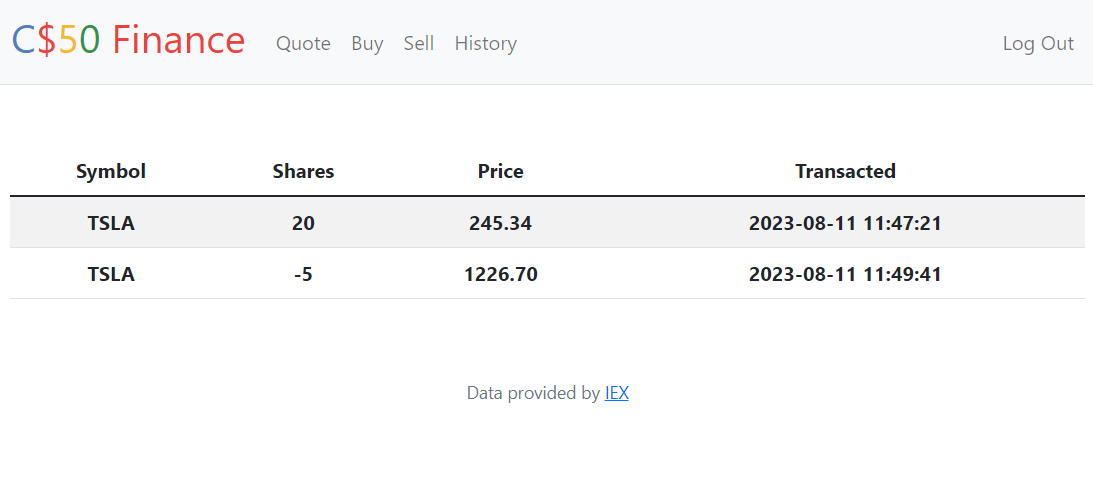 C$50 Finance Quote Buy Sell History Log Out
Symbol Shares Price Transacted
TSLA 20 245.34 2023-08-11 11:47:21
TSLA -5 1226.70 2023-08-11 11:49:41
Data provided by IEX